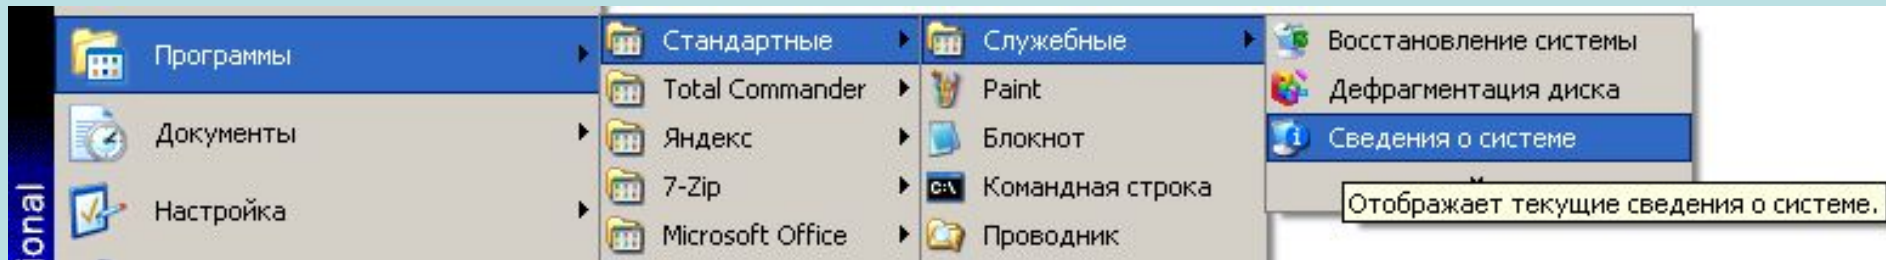 Программы
Документы
Настройка
Стандартные
Total Commander
Яндекс
7-Zip
Microsoft Office
Служебные
Paint
Блокнот
Командная строка
Проводник
Восстановление системы
Дефрагментация диска
Сведения о системе
Отображает текущие сведения о системе.
ional